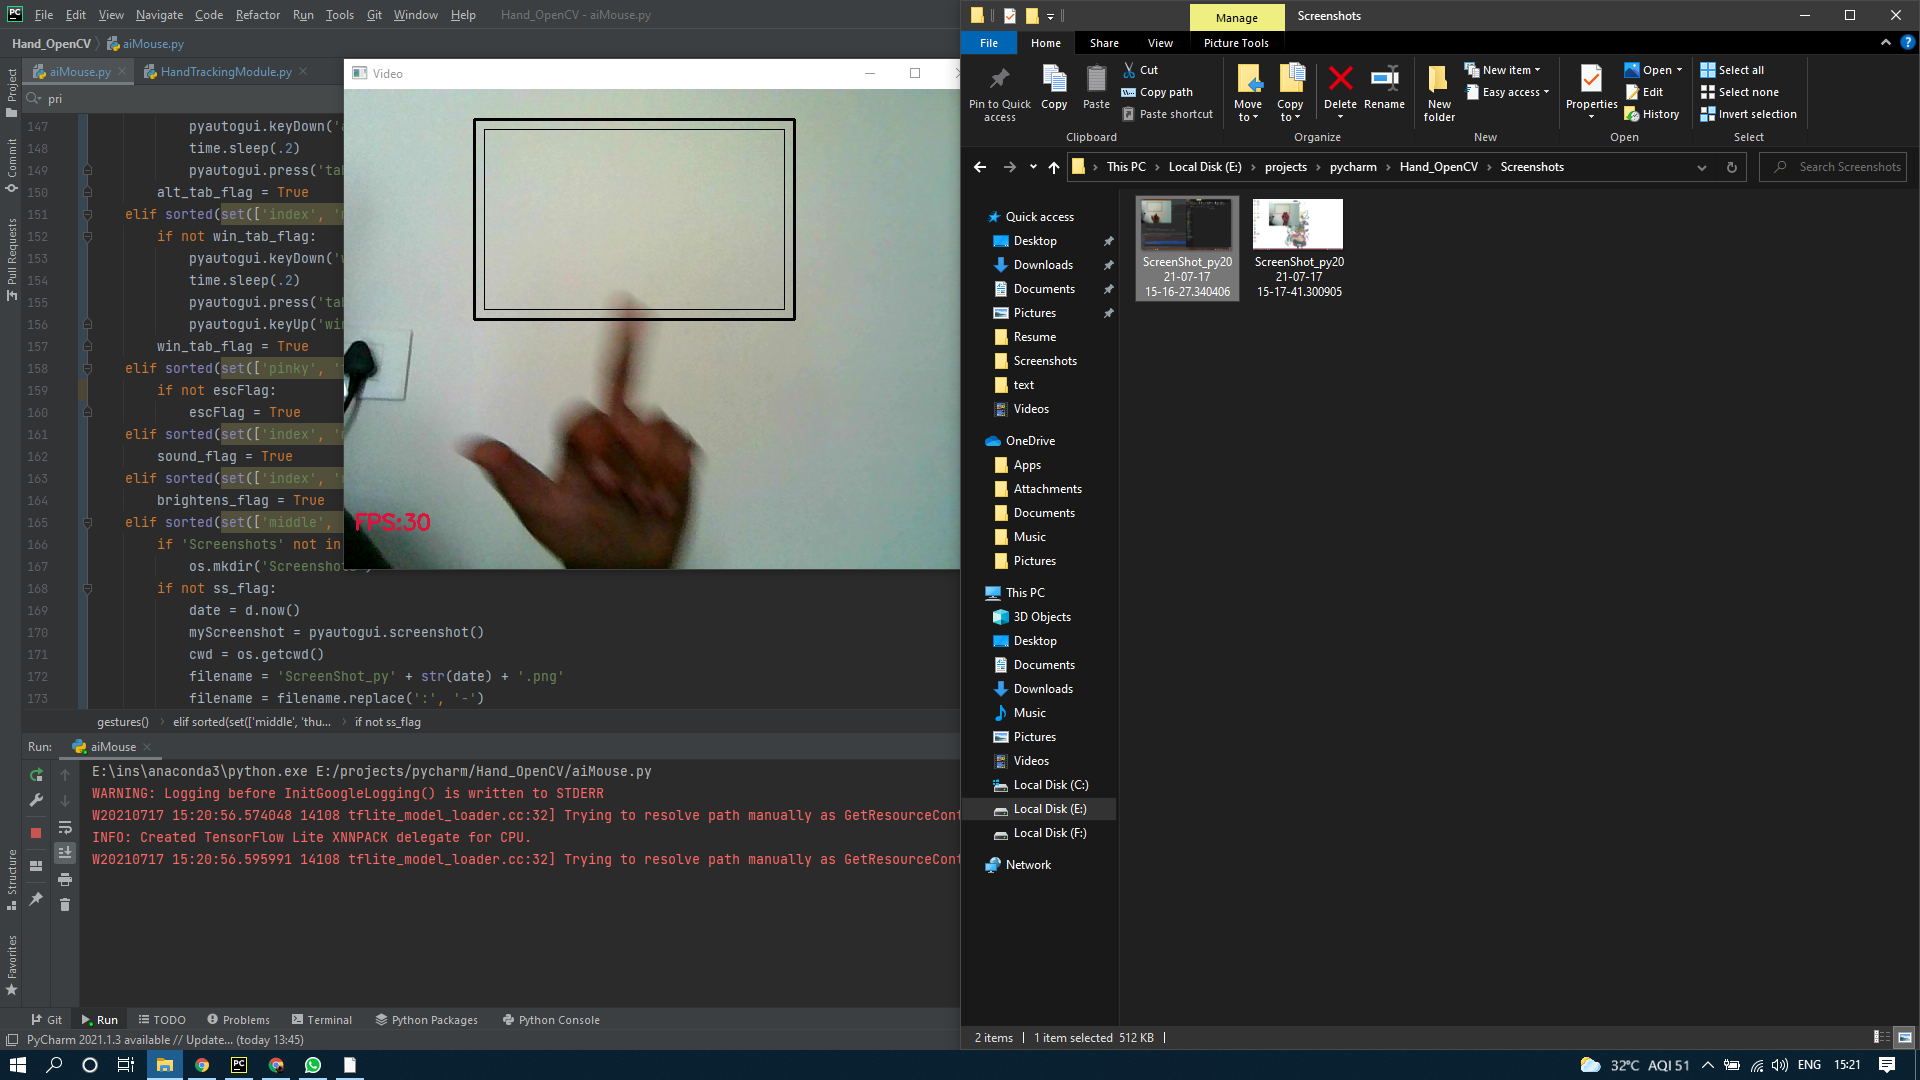 File Edit View Navigate Code Refactor Run Tools Git Window Help Hand_OpenCV - aiMouse.py
Hand_OpenCV aiMouse.py
aiMouse.py HandTrackingModule.py
pri
147 pyautogui.keyDown('a
148 time.sleep(.2)
149 pyautogui.press('tab
150 alt_tab_flag = True
151 elif sorted(set(['index', 'm
152 if not win_tab_flag:
153 pyautogui.keyDown('w
154 time.sleep(.2)
155 pyautogui.press('tab
156 pyautogui.keyUp('win
157 win_tab_flag = True
158 elif sorted(set(['pinky', '
159 if not escFlag:
160 escFlag = True
161 elif sorted(set(['index', 'm
162 sound_flag = True
163 elif sorted(set(['index', '
164 brightens_flag = True
165 elif sorted(set(['middle',
166 if 'Screenshots' not in
167 os.mkdir('Screenshots')
168 if not ss_flag:
169 date = d.now()
170 myScreenshot = pyautogui.screenshot()
171 cwd = os.getcwd()
172 filename = 'ScreenShot_py' + str(date) + '.png'
173 filename = filename.replace(':', '-')
gestures() elif sorted(set(['middle', 'thu... if not ss_flag
Project
Commit
Pull Requests
Structure
Favorites
Video
FPS:30
Run: aiMouse
E:\ins\anaconda3\python.exe E:/projects/pycharm/Hand_OpenCV/aiMouse.py
WARNING: Logging before InitGoogleLogging() is written to STDERR
W20210717 15:20:56.574048 14108 tflite_model_loader.cc:32] Trying to resolve path manually as GetResourceCont
INFO: Created TensorFlow Lite XNNPACK delegate for CPU.
W20210717 15:20:56.595991 14108 tflite_model_loader.cc:32] Trying to resolve path manually as GetResourceCont
Git Run TODO Problems Terminal Python Packages Python Console
PyCharm 2021.1.3 available // Update... (today 13:45)
Manage Screenshots
File Home Share View Picture Tools
Pin to Quick access
Copy
Paste
Cut
Copy path
Paste shortcut
Clipboard
Move to
Copy to
Delete
Rename
Organize
New folder
New item
Easy access
New
Properties
Open
Edit
History
Open
Select all
Select none
Invert selection
Select
This PC Local Disk (E:) projects pycharm Hand_OpenCV Screenshots
Search Screenshots
Quick access
Desktop
Downloads
Documents
Pictures
Resume
Screenshots
text
Videos
OneDrive
Apps
Attachments
Documents
Music
Pictures
This PC
3D Objects
Desktop
Documents
Downloads
Music
Pictures
Videos
Local Disk (C:)
Local Disk (E:)
Local Disk (F:)
Network
ScreenShot_py20
21-07-17
15-16-27.340406
ScreenShot_py20
21-07-17
15-17-41.300905
2 items 1 item selected 512 KB
32°C AQI 51 ENG 15:21